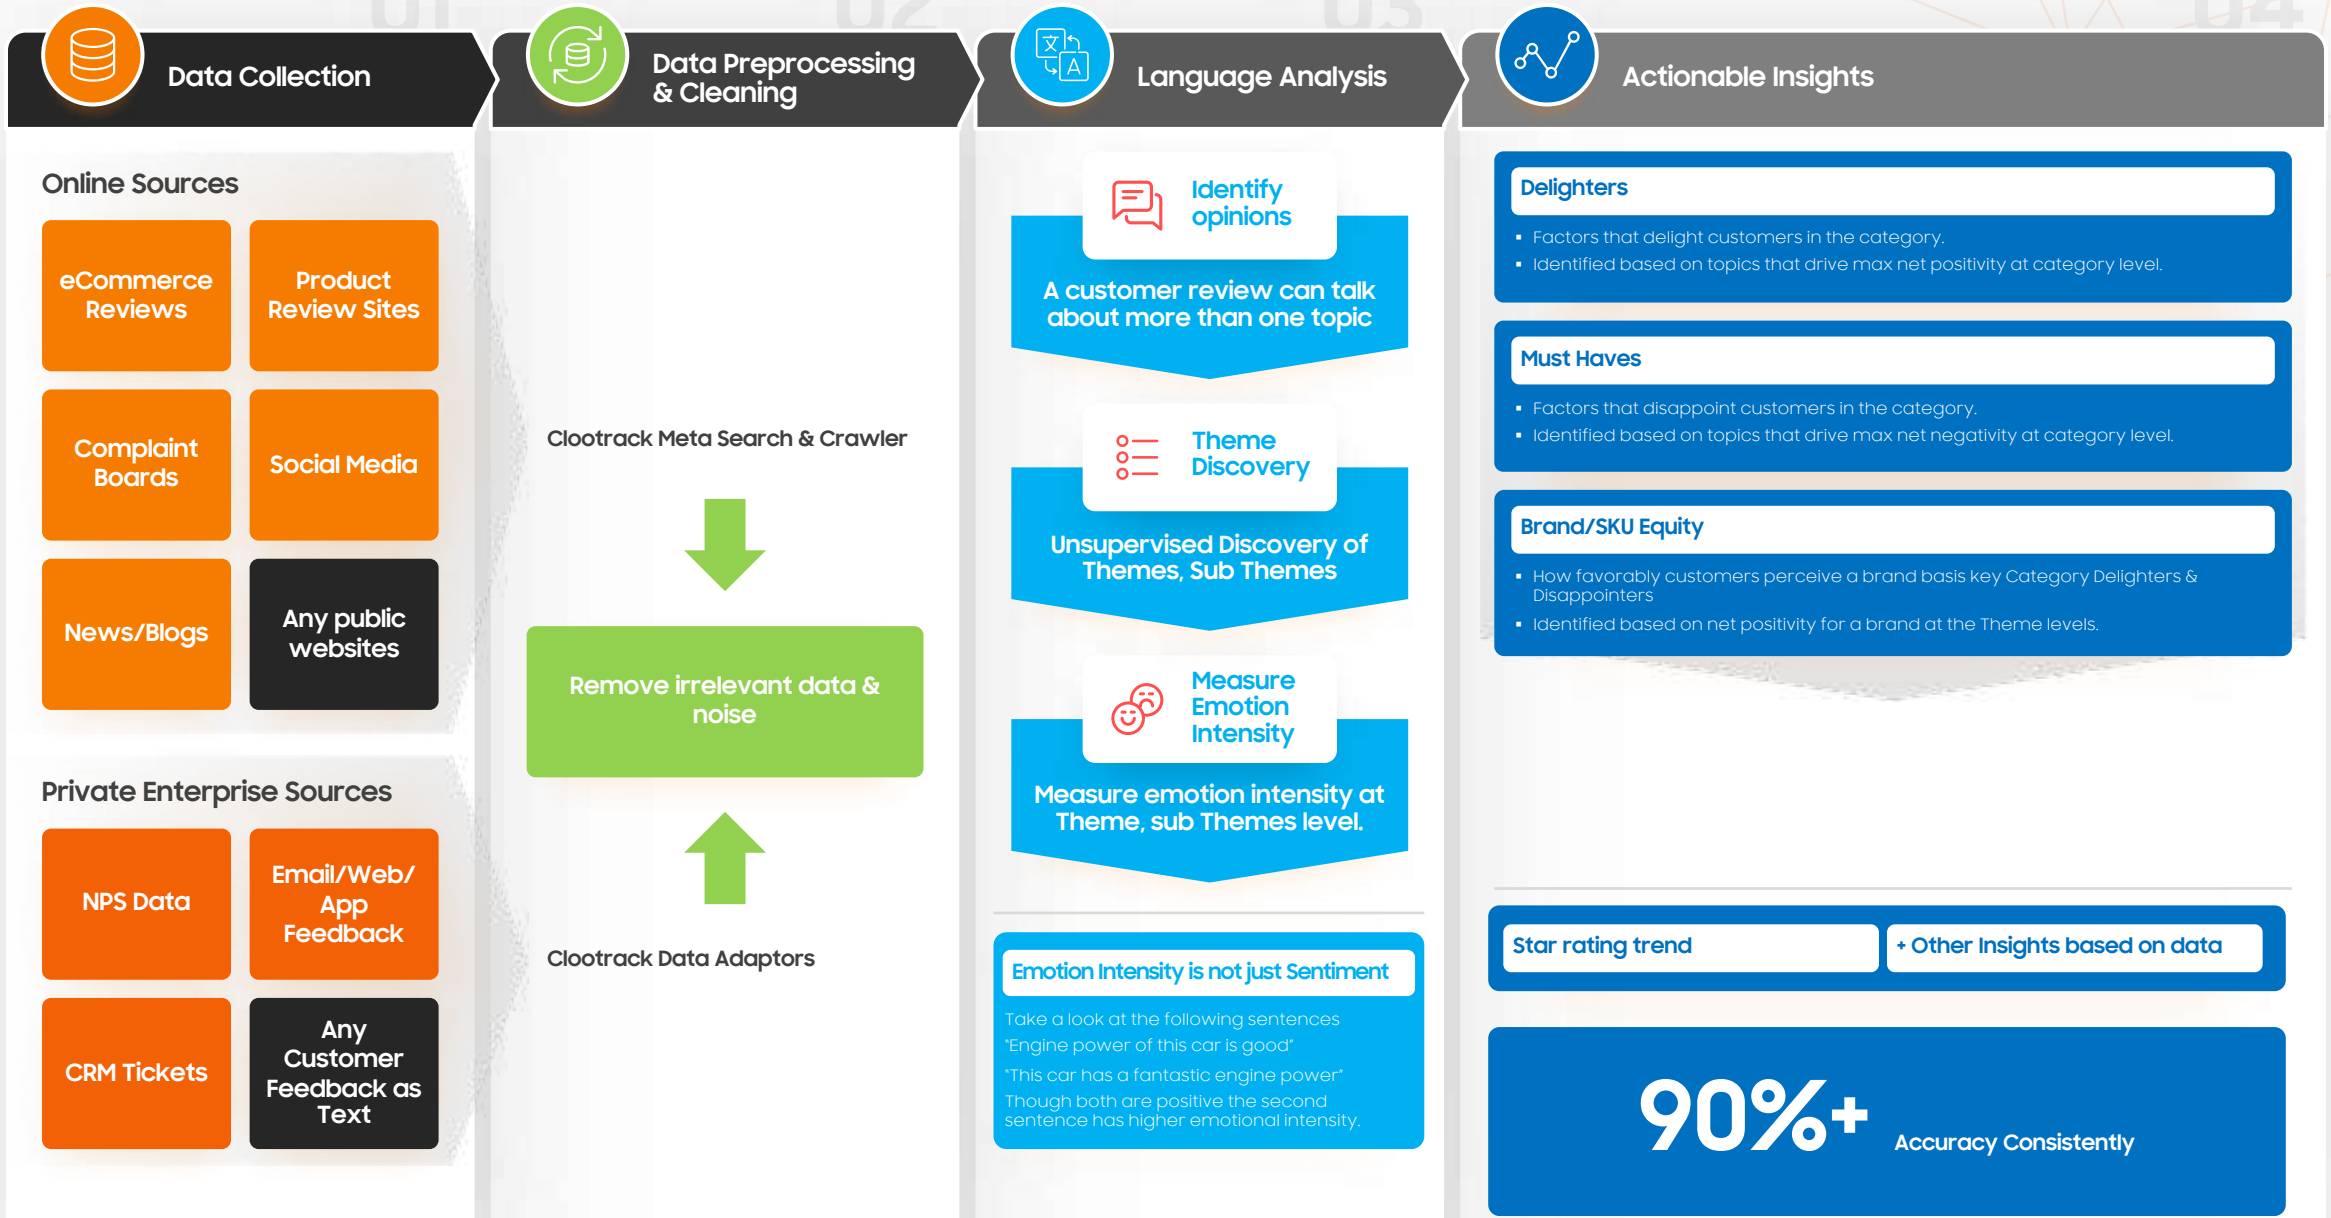 01
02
03
04
Data Collection
Data Preprocessing
& Cleaning
Language Analysis
Actionable Insights
Online Sources
eCommerce
Reviews
Product
Review Sites
Complaint
Boards
Social Media
News/Blogs
Any public
websites
Private Enterprise Sources
NPS Data
Email/Web/
App
Feedback
CRM Tickets
Any
Customer
Feedback as
Text
Clootrack Meta Search & Crawler
Remove irrelevant data &
noise
Clootrack Data Adaptors
Identify
opinions
A customer review can talk
about more than one topic
Theme
Discovery
Unsupervised Discovery of
Themes, Sub Themes
Measure
Emotion
Intensity
Measure emotion intensity at
Theme, sub Themes level.
Emotion Intensity is not just Sentiment
Take a look at the following sentences
"Engine power of this car is good"
"This car has a fantastic engine power"
Though both are positive the second
sentence has higher emotional intensity.
Delighters
▪ Factors that delight customers in the category.
▪ Identified based on topics that drive max net positivity at category level.
Must Haves
▪ Factors that disappoint customers in the category.
▪ Identified based on topics that drive max net negativity at category level.
Brand/SKU Equity
▪ How favorably customers perceive a brand basis key Category Delighters &
Disappointers
▪ Identified based on net positivity for a brand at the Theme levels.
Star rating trend
+ Other Insights based on data
90%+ Accuracy Consistently